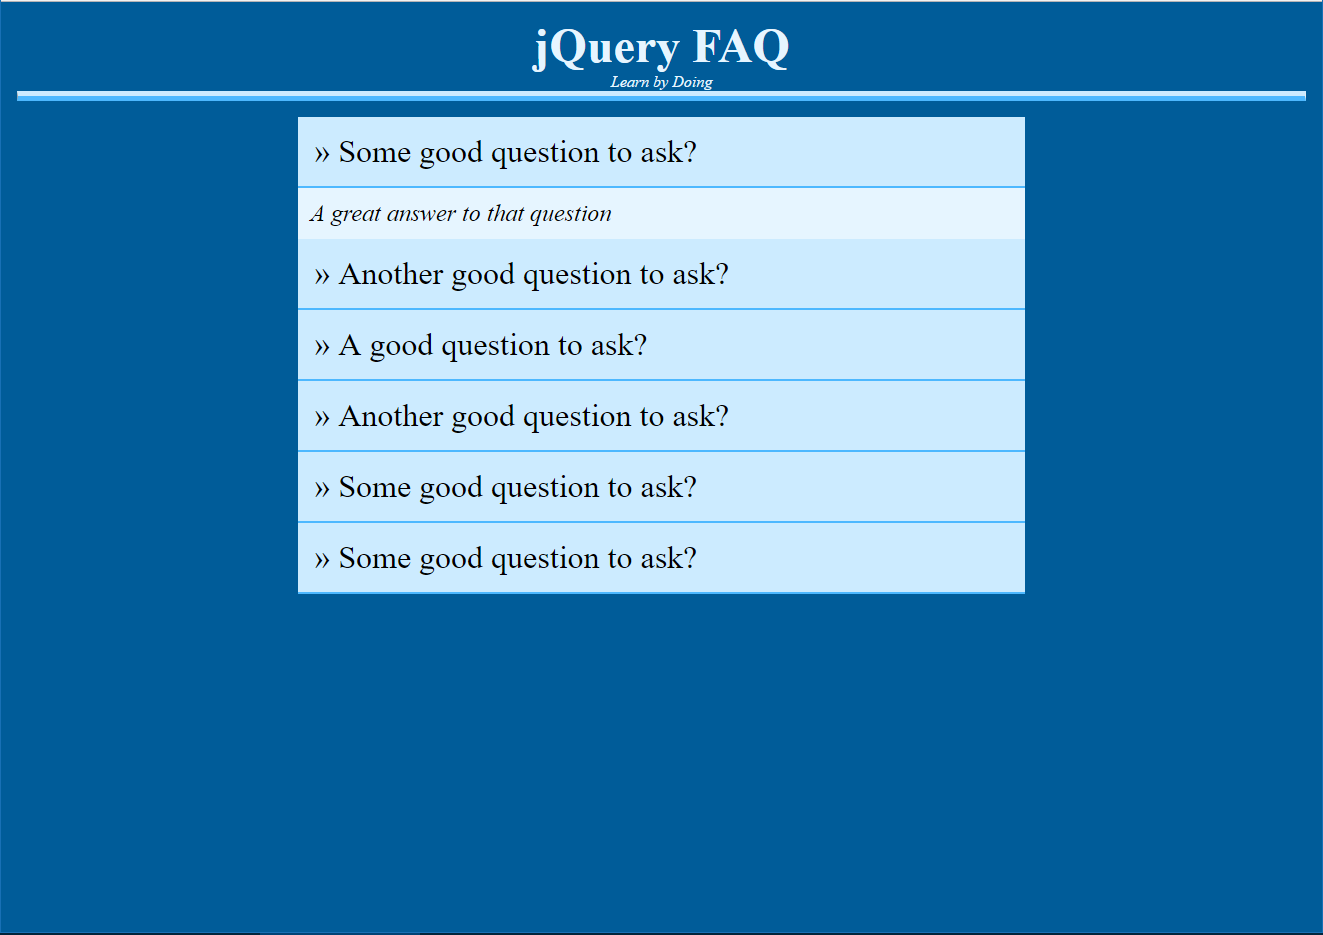 jQuery FAQ
Learn by Doing
» Some good question to ask?
A great answer to that question
» Another good question to ask?
» A good question to ask?
» Another good question to ask?
» Some good question to ask?
» Some good question to ask?